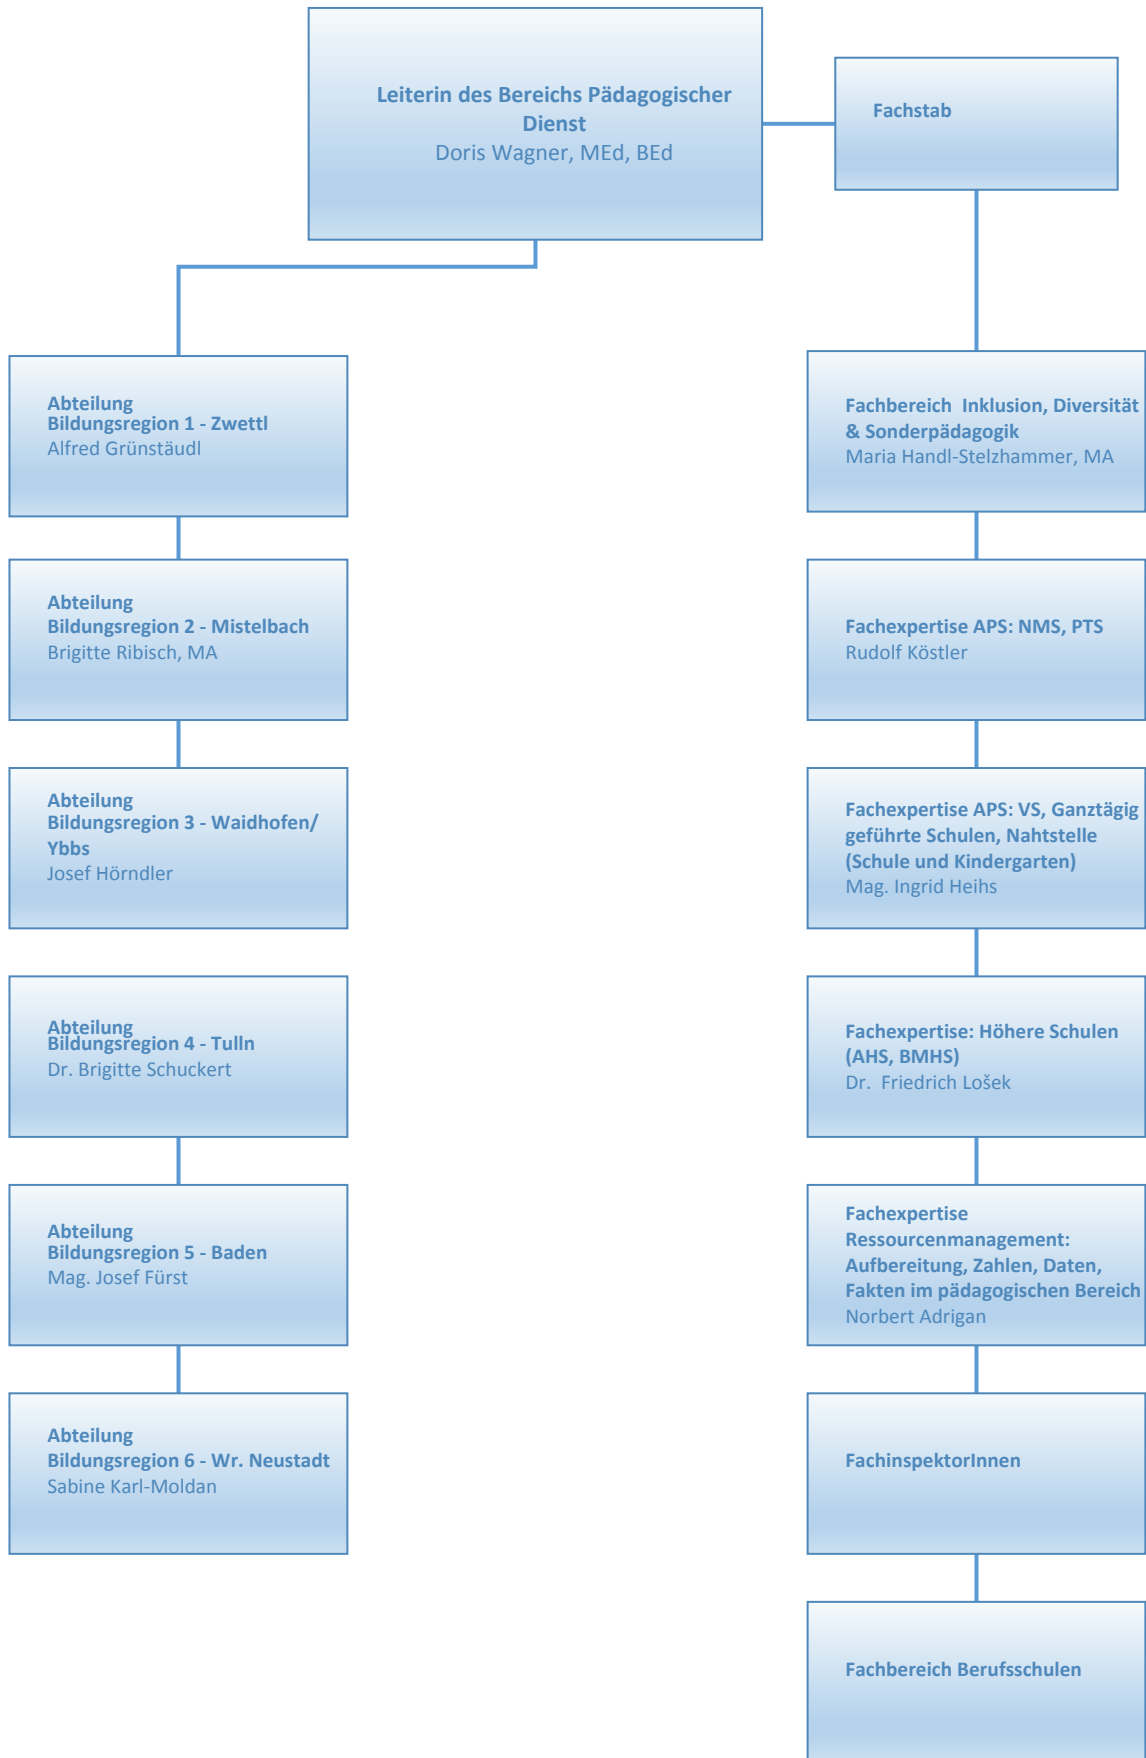 Leiterin des Bereichs Pädagogischer
Dienst
Doris Wagner, MEd, BEd
Fachstab
Abteilung
Bildungsregion 1 - Zwettl
Alfred Grünstäudl
Abteilung
Bildungsregion 2 - Mistelbach
Brigitte Ribisch, MA
Abteilung
Bildungsregion 3 - Waidhofen/
Ybbs
Josef Hörndler
Abteilung
Bildungsregion 4 - Tulln
Dr. Brigitte Schuckert
Abteilung
Bildungsregion 5 - Baden
Mag. Josef Fürst
Abteilung
Bildungsregion 6 - Wr. Neustadt
Sabine Karl-Moldan
Fachbereich Inklusion, Diversität
& Sonderpädagogik
Maria Handl-Stelzhammer, MA
Fachexpertise APS: NMS, PTS
Rudolf Köstler
Fachexpertise APS: VS, Ganztägig
geführte Schulen, Nahtstelle
(Schule und Kindergarten)
Mag. Ingrid Heihs
Fachexpertise: Höhere Schulen
(AHS, BMHS)
Dr. Friedrich Lošek
Fachexpertise
Ressourcenmanagement:
Aufbereitung, Zahlen, Daten,
Fakten im pädagogischen Bereich
Norbert Adrigan
FachinspektorInnen
Fachbereich Berufsschulen